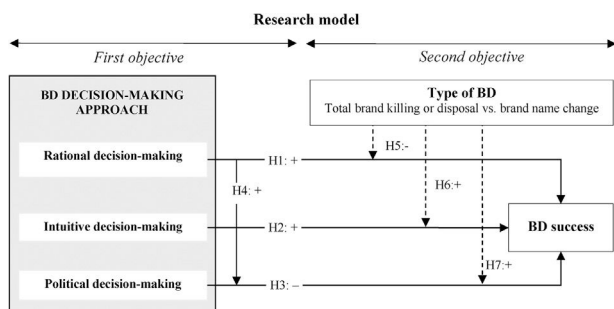 Research model
First objective
Second objective
BD DECISION-MAKING
APPROACH
Type of BD
Total brand killing or disposal vs. brand name change
Rational decision-making
H1: +
H5:-
H4: +
H6:+
Intuitive decision-making
H2: +
BD success
H7:+
Political decision-making
H3: –